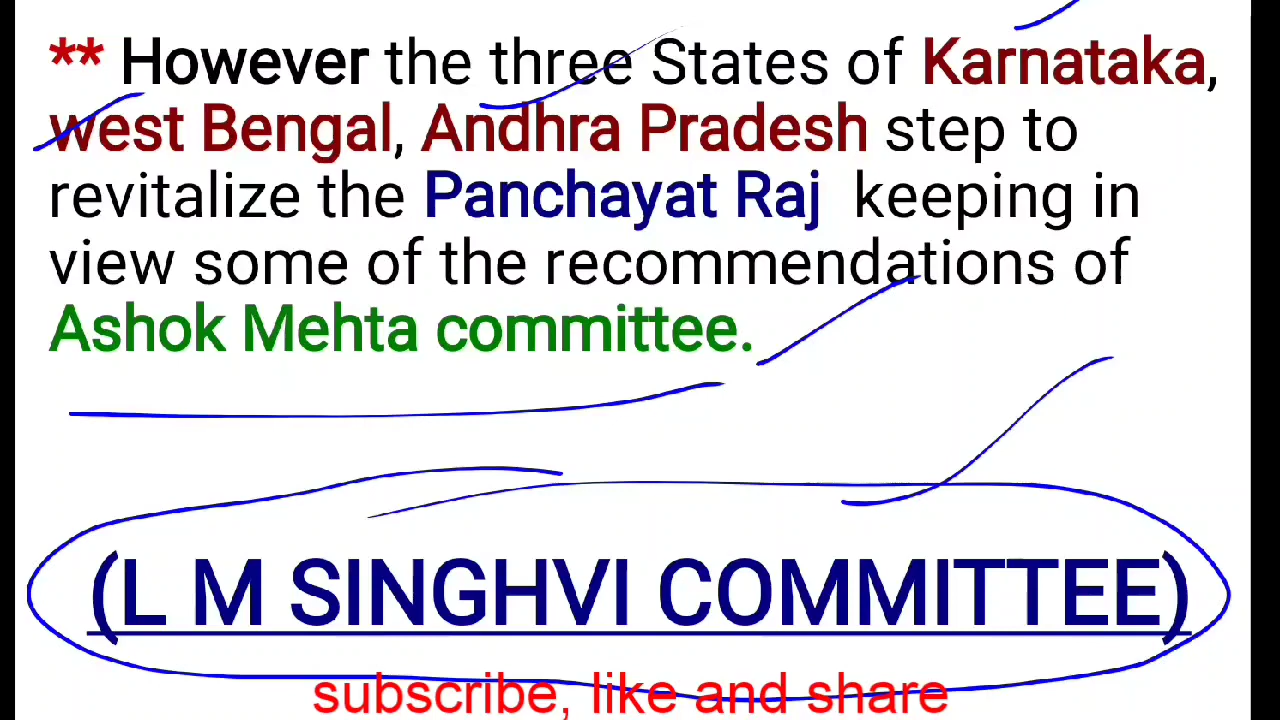 ** However the three States of Karnataka,
west Bengal, Andhra Pradesh step to
revitalize the Panchayat Raj keeping in
view some of the recommendations of
Ashok Mehta committee.
(L M SINGHVI COMMITTEE)
subscribe, like and share